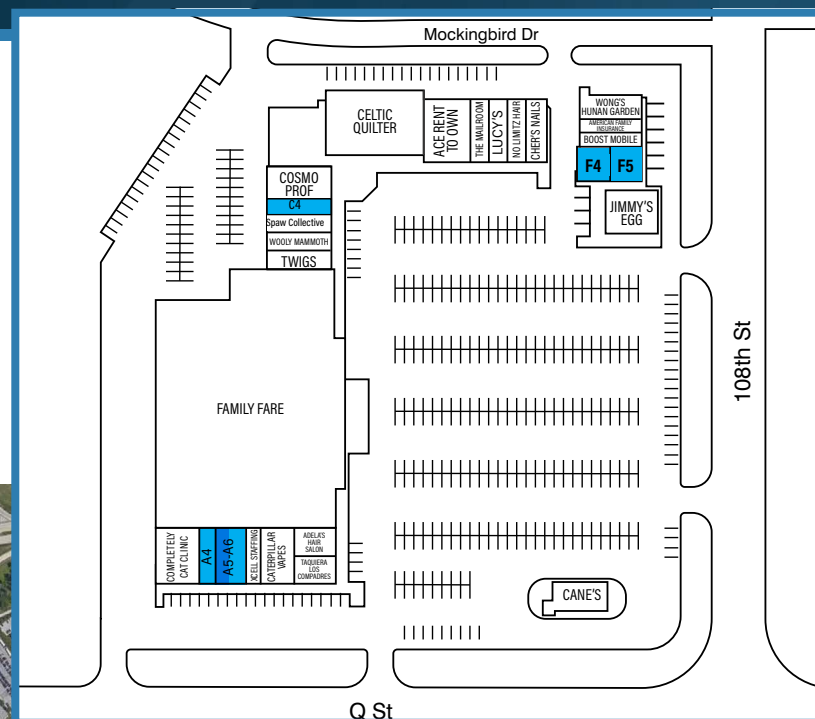 Mockingbird Dr
CELTIC
QUILTER
ACE RENT
TO OWN
THE MAILROOM
LUCY'S
NO LIMITZ HAIR
CHER'S NAILS
WONG'S
HUNAN GARDEN
AMERICAN FAMILY
INSURANCE
BOOST MOBILE
F4
F5
JIMMY'S
EGG
COSMO
PROF
C4
Spaw Collective
WOOLY MAMMOTH
TWIGS
FAMILY FARE
108th St
COMPLETELY
CAT CLINIC
A4
A5-A6
XCELL STAFFING
CATERPILLAR
VAPES
ADELA'S
HAIR
SALON
TAQUIERA
LOS
COMPADRES
CANE'S
Q St